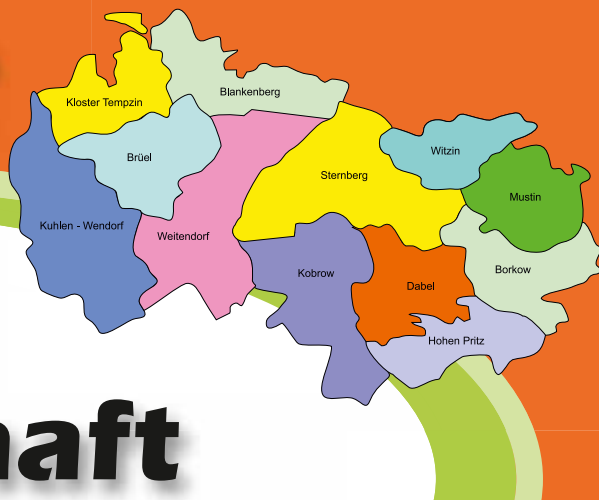 Kloster Tempzin
Blankenberg
Brüel
Witzin
Sternberg
Mustin
Kuhlen - Wendorf
Weitendorf
Kobrow
Borkow
Dabel
Hohen Pritz
haft